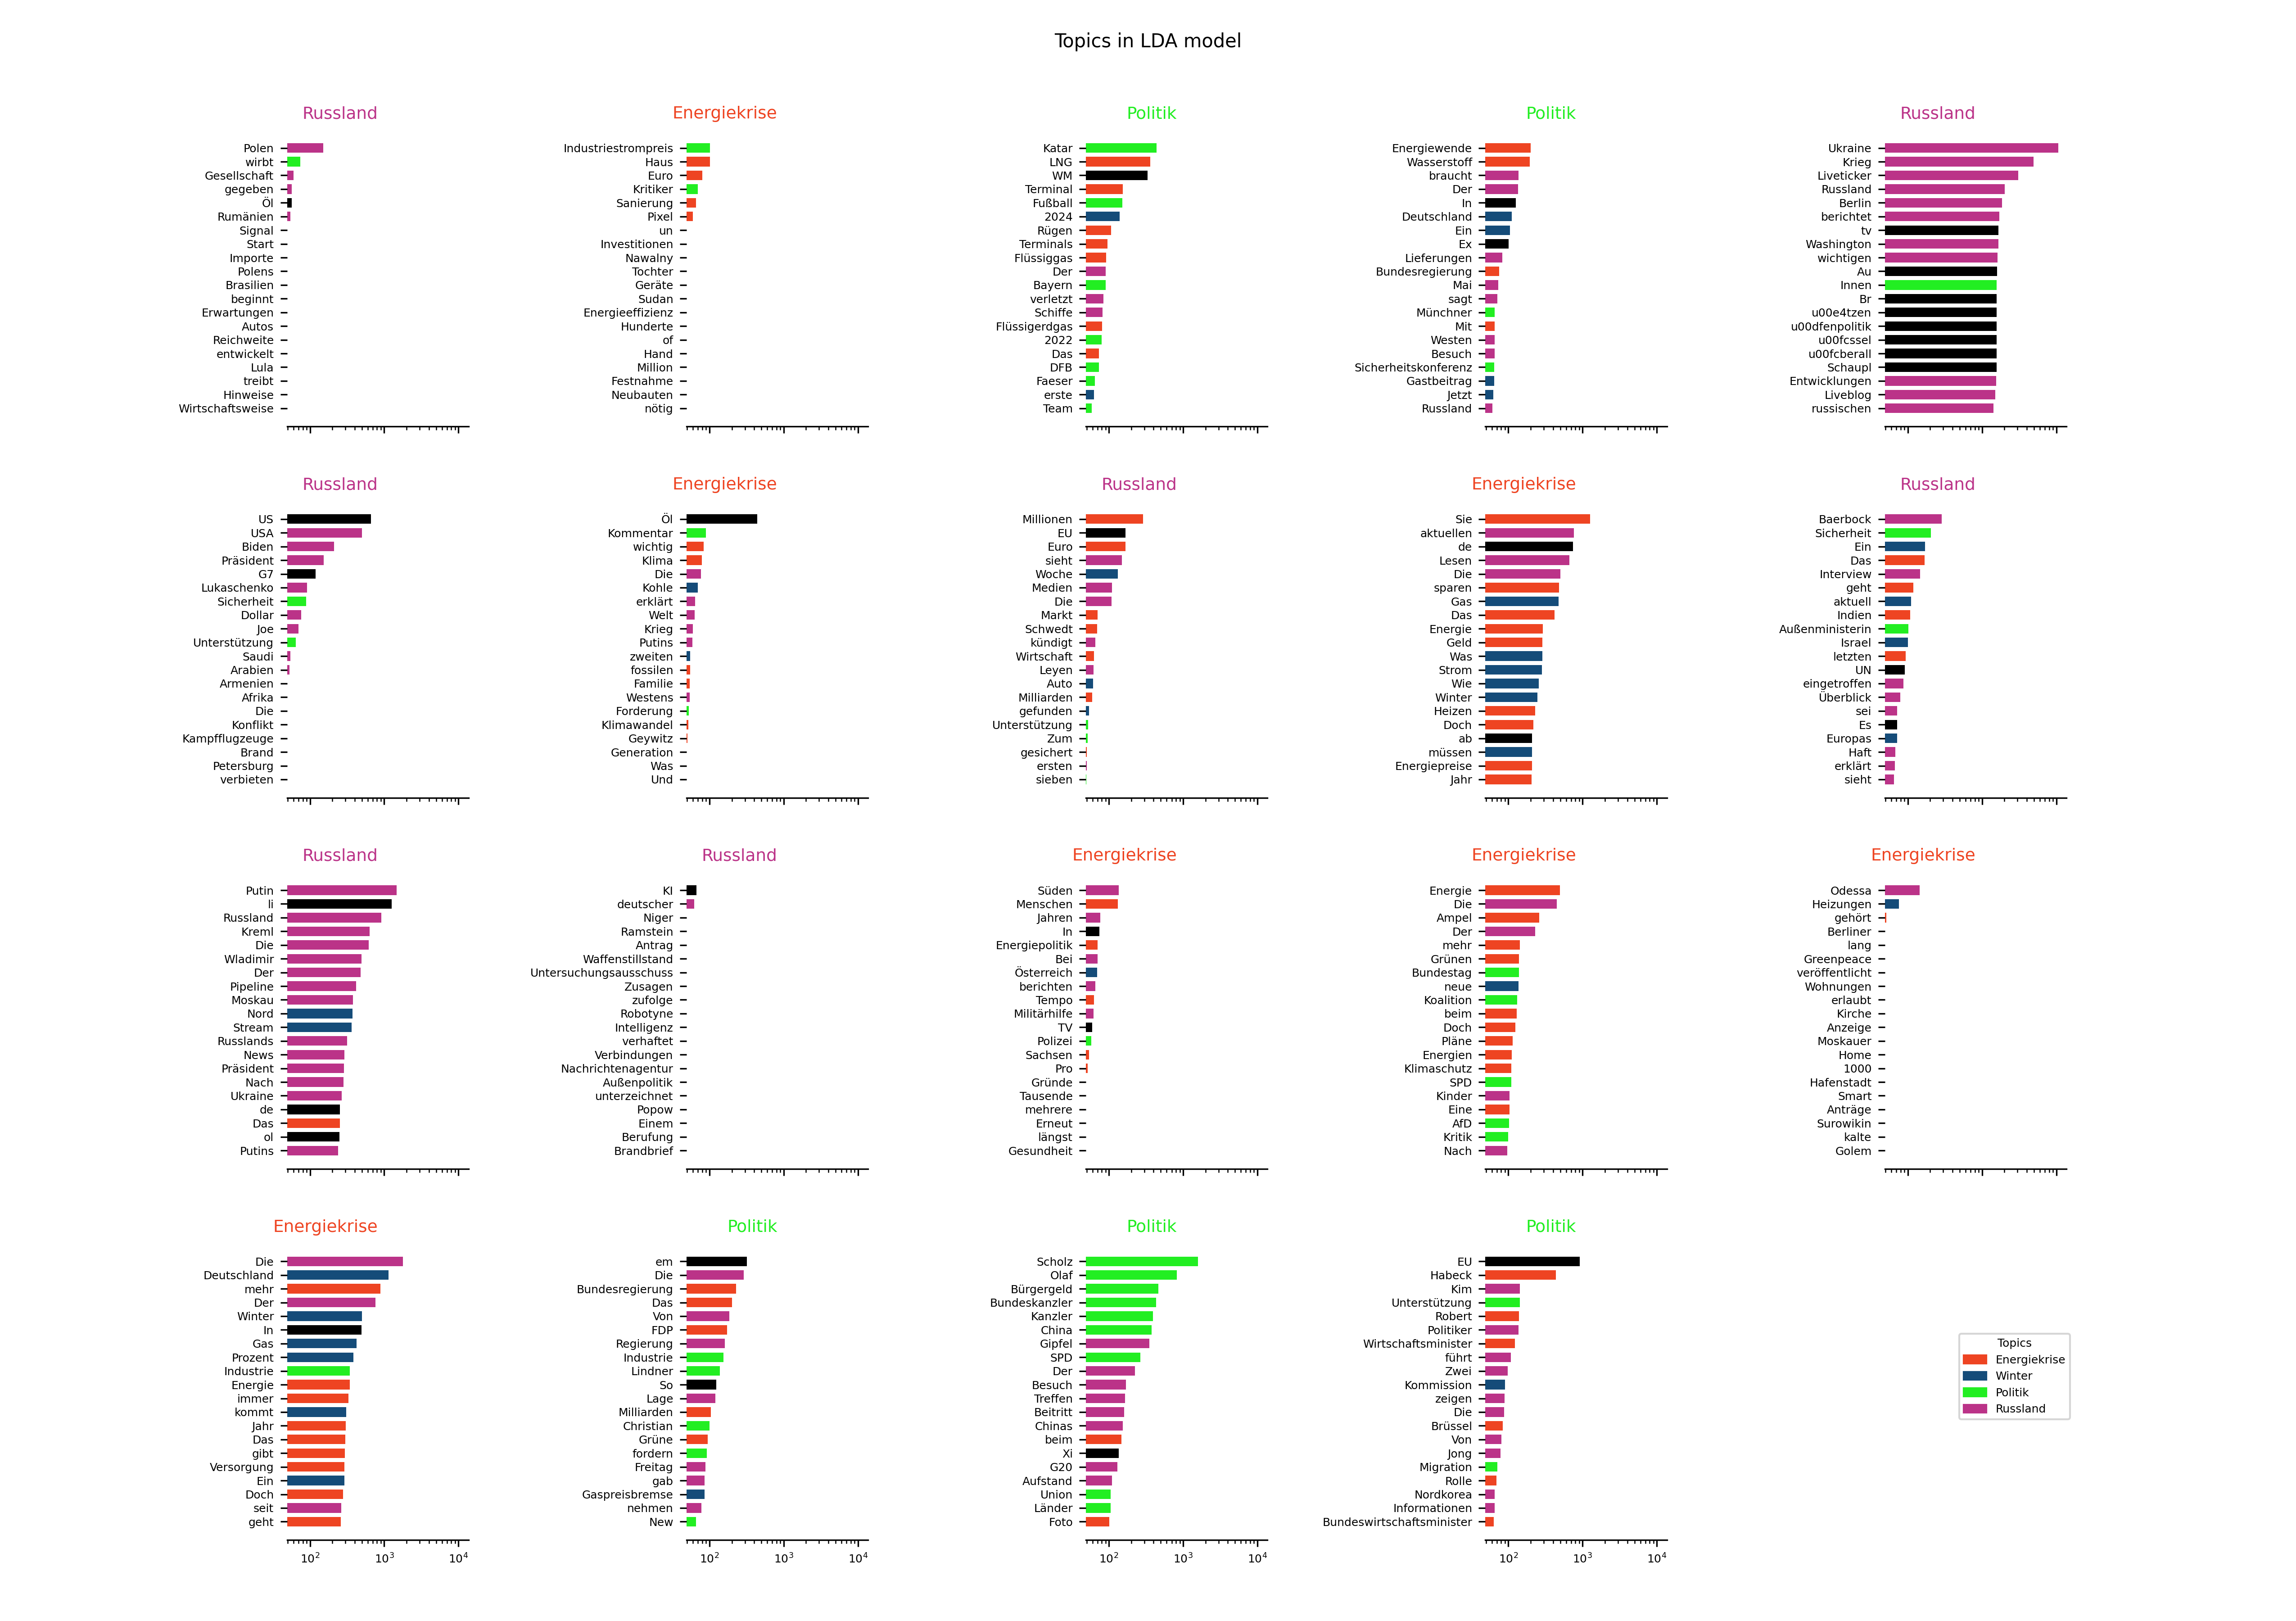 Topics in LDA model
Russland
Polen
wirbt
Gesellschaft
gegeben
Öl
Rumänien
Signal
Start
Importe
Polens
Brasilien
beginnt
Erwartungen
Autos
Reichweite
entwickelt
Lula
treibt
Hinweise
Wirtschaftsweise
Energiekrise
Industriestrompreis
Haus
Euro
Kritiker
Sanierung
Pixel
un
Investitionen
Nawalny
Tochter
Geräte
Sudan
Energieeffizienz
Hunderte
of
Hand
Million
Festnahme
Neubauten
nötig
Politik
Katar
LNG
WM
Terminal
Fußball
2024
Rügen
Terminals
Flüssiggas
Der
Bayern
verletzt
Schiffe
Flüssigerdgas
2022
Das
DFB
Faeser
erste
Team
Politik
Energiewende
Wasserstoff
braucht
Der
In
Deutschland
Ein
Ex
Lieferungen
Bundesregierung
Mai
sagt
Münchner
Mit
Westen
Besuch
Sicherheitskonferenz
Gastbeitrag
Jetzt
Russland
Russland
Ukraine
Krieg
Liveticker
Russland
Berlin
berichtet
tv
Washington
wichtigen
Au
Innen
Br
u00e4tzen
u00dfenpolitik
u00fcssel
u00fcberall
Schaupl
Entwicklungen
Liveblog
russischen
Russland
US
USA
Biden
Präsident
G7
Lukaschenko
Sicherheit
Dollar
Joe
Unterstützung
Saudi
Arabien
Armenien
Afrika
Die
Konflikt
Kampfflugzeuge
Brand
Petersburg
verbieten
Energiekrise
Öl
Kommentar
wichtig
Klima
Die
Kohle
erklärt
Welt
Krieg
Putins
zweiten
fossilen
Familie
Westens
Forderung
Klimawandel
Geywitz
Generation
Was
Und
Russland
Millionen
EU
Euro
sieht
Woche
Medien
Die
Markt
Schwedt
kündigt
Wirtschaft
Leyen
Auto
Milliarden
gefunden
Unterstützung
Zum
gesichert
ersten
sieben
Energiekrise
Sie
aktuellen
de
Lesen
Die
sparen
Gas
Das
Energie
Geld
Was
Strom
Wie
Winter
Heizen
Doch
ab
müssen
Energiepreise
Jahr
Russland
Baerbock
Sicherheit
Ein
Das
Interview
geht
aktuell
Indien
Außenministerin
Israel
letzten
UN
eingetroffen
Überblick
sei
Es
Europas
Haft
erklärt
sieht
Russland
Putin
li
Russland
Kreml
Die
Wladimir
Der
Pipeline
Moskau
Nord
Stream
Russlands
News
Präsident
Nach
Ukraine
de
Das
ol
Putins
Russland
KI
deutscher
Niger
Ramstein
Antrag
Waffenstillstand
Untersuchungsausschuss
Zusagen
zufolge
Robotyne
Intelligenz
verhaftet
Verbindungen
Nachrichtenagentur
Außenpolitik
unterzeichnet
Popow
Einem
Berufung
Brandbrief
Energiekrise
Süden
Menschen
Jahren
In
Energiepolitik
Bei
Österreich
berichten
Tempo
Militärhilfe
TV
Polizei
Sachsen
Pro
Gründe
Tausende
mehrere
Erneut
längst
Gesundheit
Energiekrise
Energie
Die
Ampel
Der
mehr
Grünen
Bundestag
neue
Koalition
beim
Doch
Pläne
Energien
Klimaschutz
SPD
Kinder
Eine
AfD
Kritik
Nach
Energiekrise
Odessa
Heizungen
gehört
Berliner
lang
Greenpeace
veröffentlicht
Wohnungen
erlaubt
Kirche
Anzeige
Moskauer
Home
1000
Hafenstadt
Smart
Anträge
Surowikin
kalte
Golem
Energiekrise
Die
Deutschland
mehr
Der
Winter
In
Gas
Prozent
Industrie
Energie
immer
kommt
Jahr
Das
gibt
Versorgung
Ein
Doch
seit
geht
10² 10³ 10⁴
Politik
em
Die
Bundesregierung
Das
Von
FDP
Regierung
Industrie
Lindner
So
Lage
Milliarden
Christian
Grüne
fordern
Freitag
gab
Gaspreisbremse
nehmen
New
10² 10³ 10⁴
Politik
Scholz
Olaf
Bürgergeld
Bundeskanzler
Kanzler
China
Gipfel
SPD
Der
Besuch
Treffen
Beitritt
Chinas
beim
Xi
G20
Aufstand
Union
Länder
Foto
10² 10³ 10⁴
Politik
EU
Habeck
Kim
Unterstützung
Robert
Politiker
Wirtschaftsminister
führt
Zwei
Kommission
zeigen
Die
Brüssel
Von
Jong
Migration
Rolle
Nordkorea
Informationen
Bundeswirtschaftsminister
10² 10³ 10⁴
Topics
Energiekrise
Winter
Politik
Russland